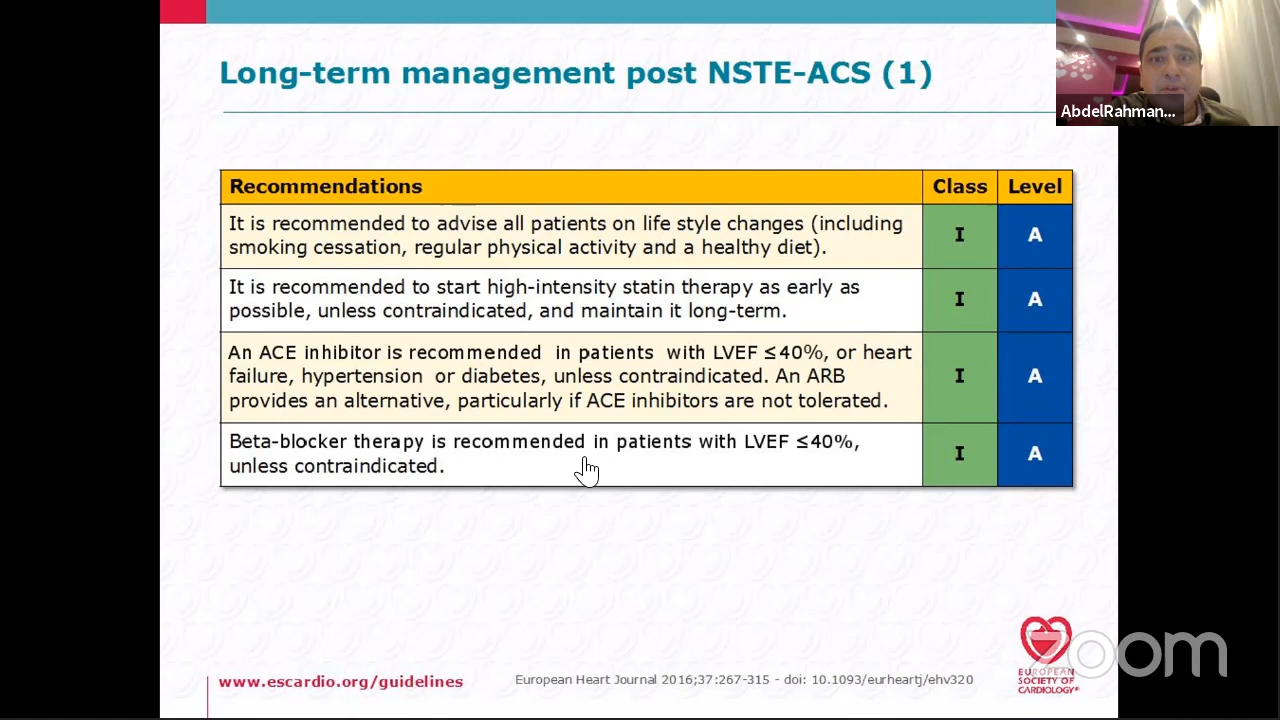 Long-term management post NSTE-ACS (1)
AbdelRahman...
Recommendations Class Level
It is recommended to advise all patients on life style changes (including
smoking cessation, regular physical activity and a healthy diet).
I A
It is recommended to start high-intensity statin therapy as early as
possible, unless contraindicated, and maintain it long-term.
I A
An ACE inhibitor is recommended in patients with LVEF ≤40%, or heart
failure, hypertension or diabetes, unless contraindicated. An ARB
provides an alternative, particularly if ACE inhibitors are not tolerated.
I A
Beta-blocker therapy is recommended in patients with LVEF ≤40%,
unless contraindicated.
I A
www.escardio.org/guidelines
European Heart Journal 2016;37:267-315 - doi: 10.1093/eurheartj/ehv320
EUROPEAN
SOCIETY OF
CARDIOLOGY®
zoom